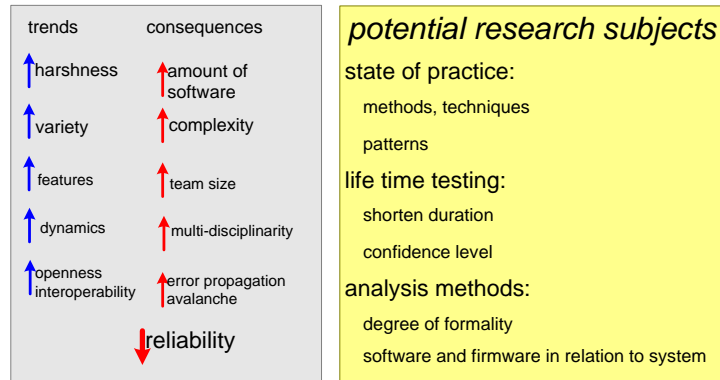 trends
consequences
harshness
amount of
software
variety
complexity
features
team size
dynamics
multi-disciplinarity
openness
interoperability
error propagation
avalanche
reliability
potential research subjects
state of practice:
methods, techniques
patterns
life time testing:
shorten duration
confidence level
analysis methods:
degree of formality
software and firmware in relation to system